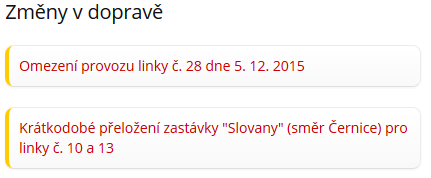 Změny v dopravě
Omezení provozu linky č. 28 dne 5. 12. 2015
Krátkodobé přeložení zastávky "Slovany" (směr Černice) pro
linky č. 10 a 13